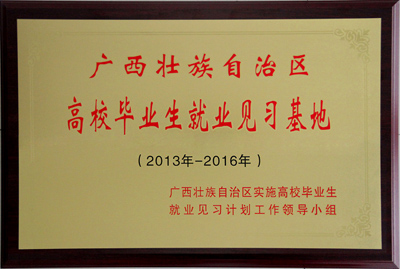 广西壮族自治区
高校毕业生就业见习基地
（2013年-2016年）
广西壮族自治区实施高校毕业生
就业见习计划工作领导小组